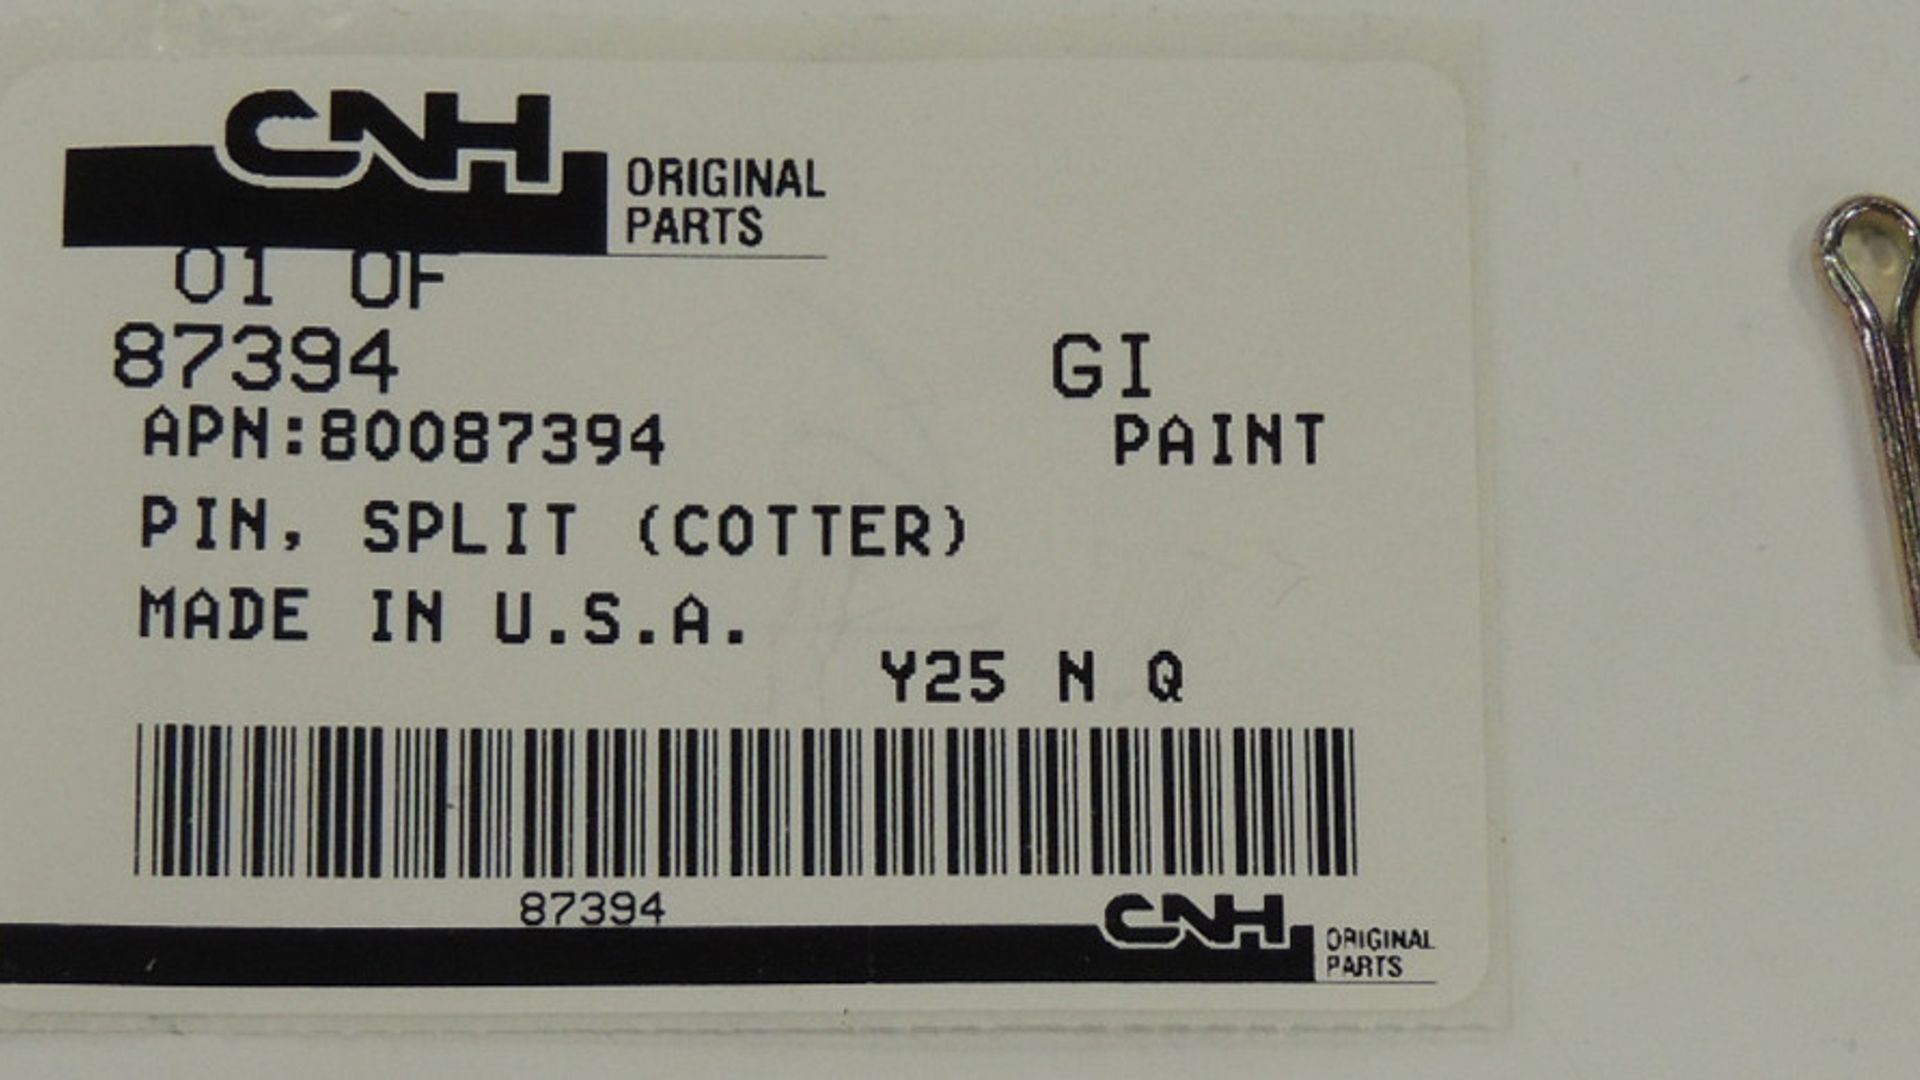 CNH ORIGINAL
PARTS
01 OF
87394
GI
APN:80087394
PAINT
PIN, SPLIT (COTTER)
MADE IN U.S.A.
Y25 N Q
87394
CNH ORIGINAL
PARTS